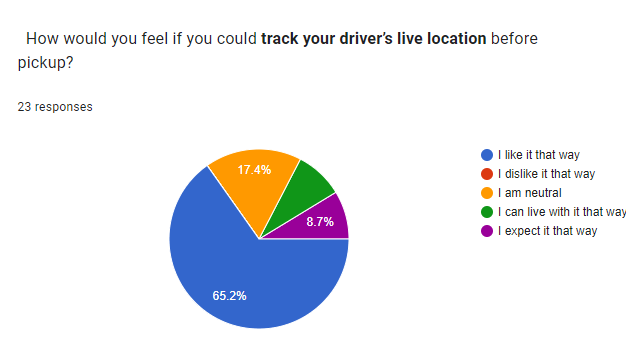 How would you feel if you could track your driver's live location before
pickup?
23 responses
I like it that way
I dislike it that way
I am neutral
I can live with it that way
I expect it that way
17.4%
8.7%
65.2%